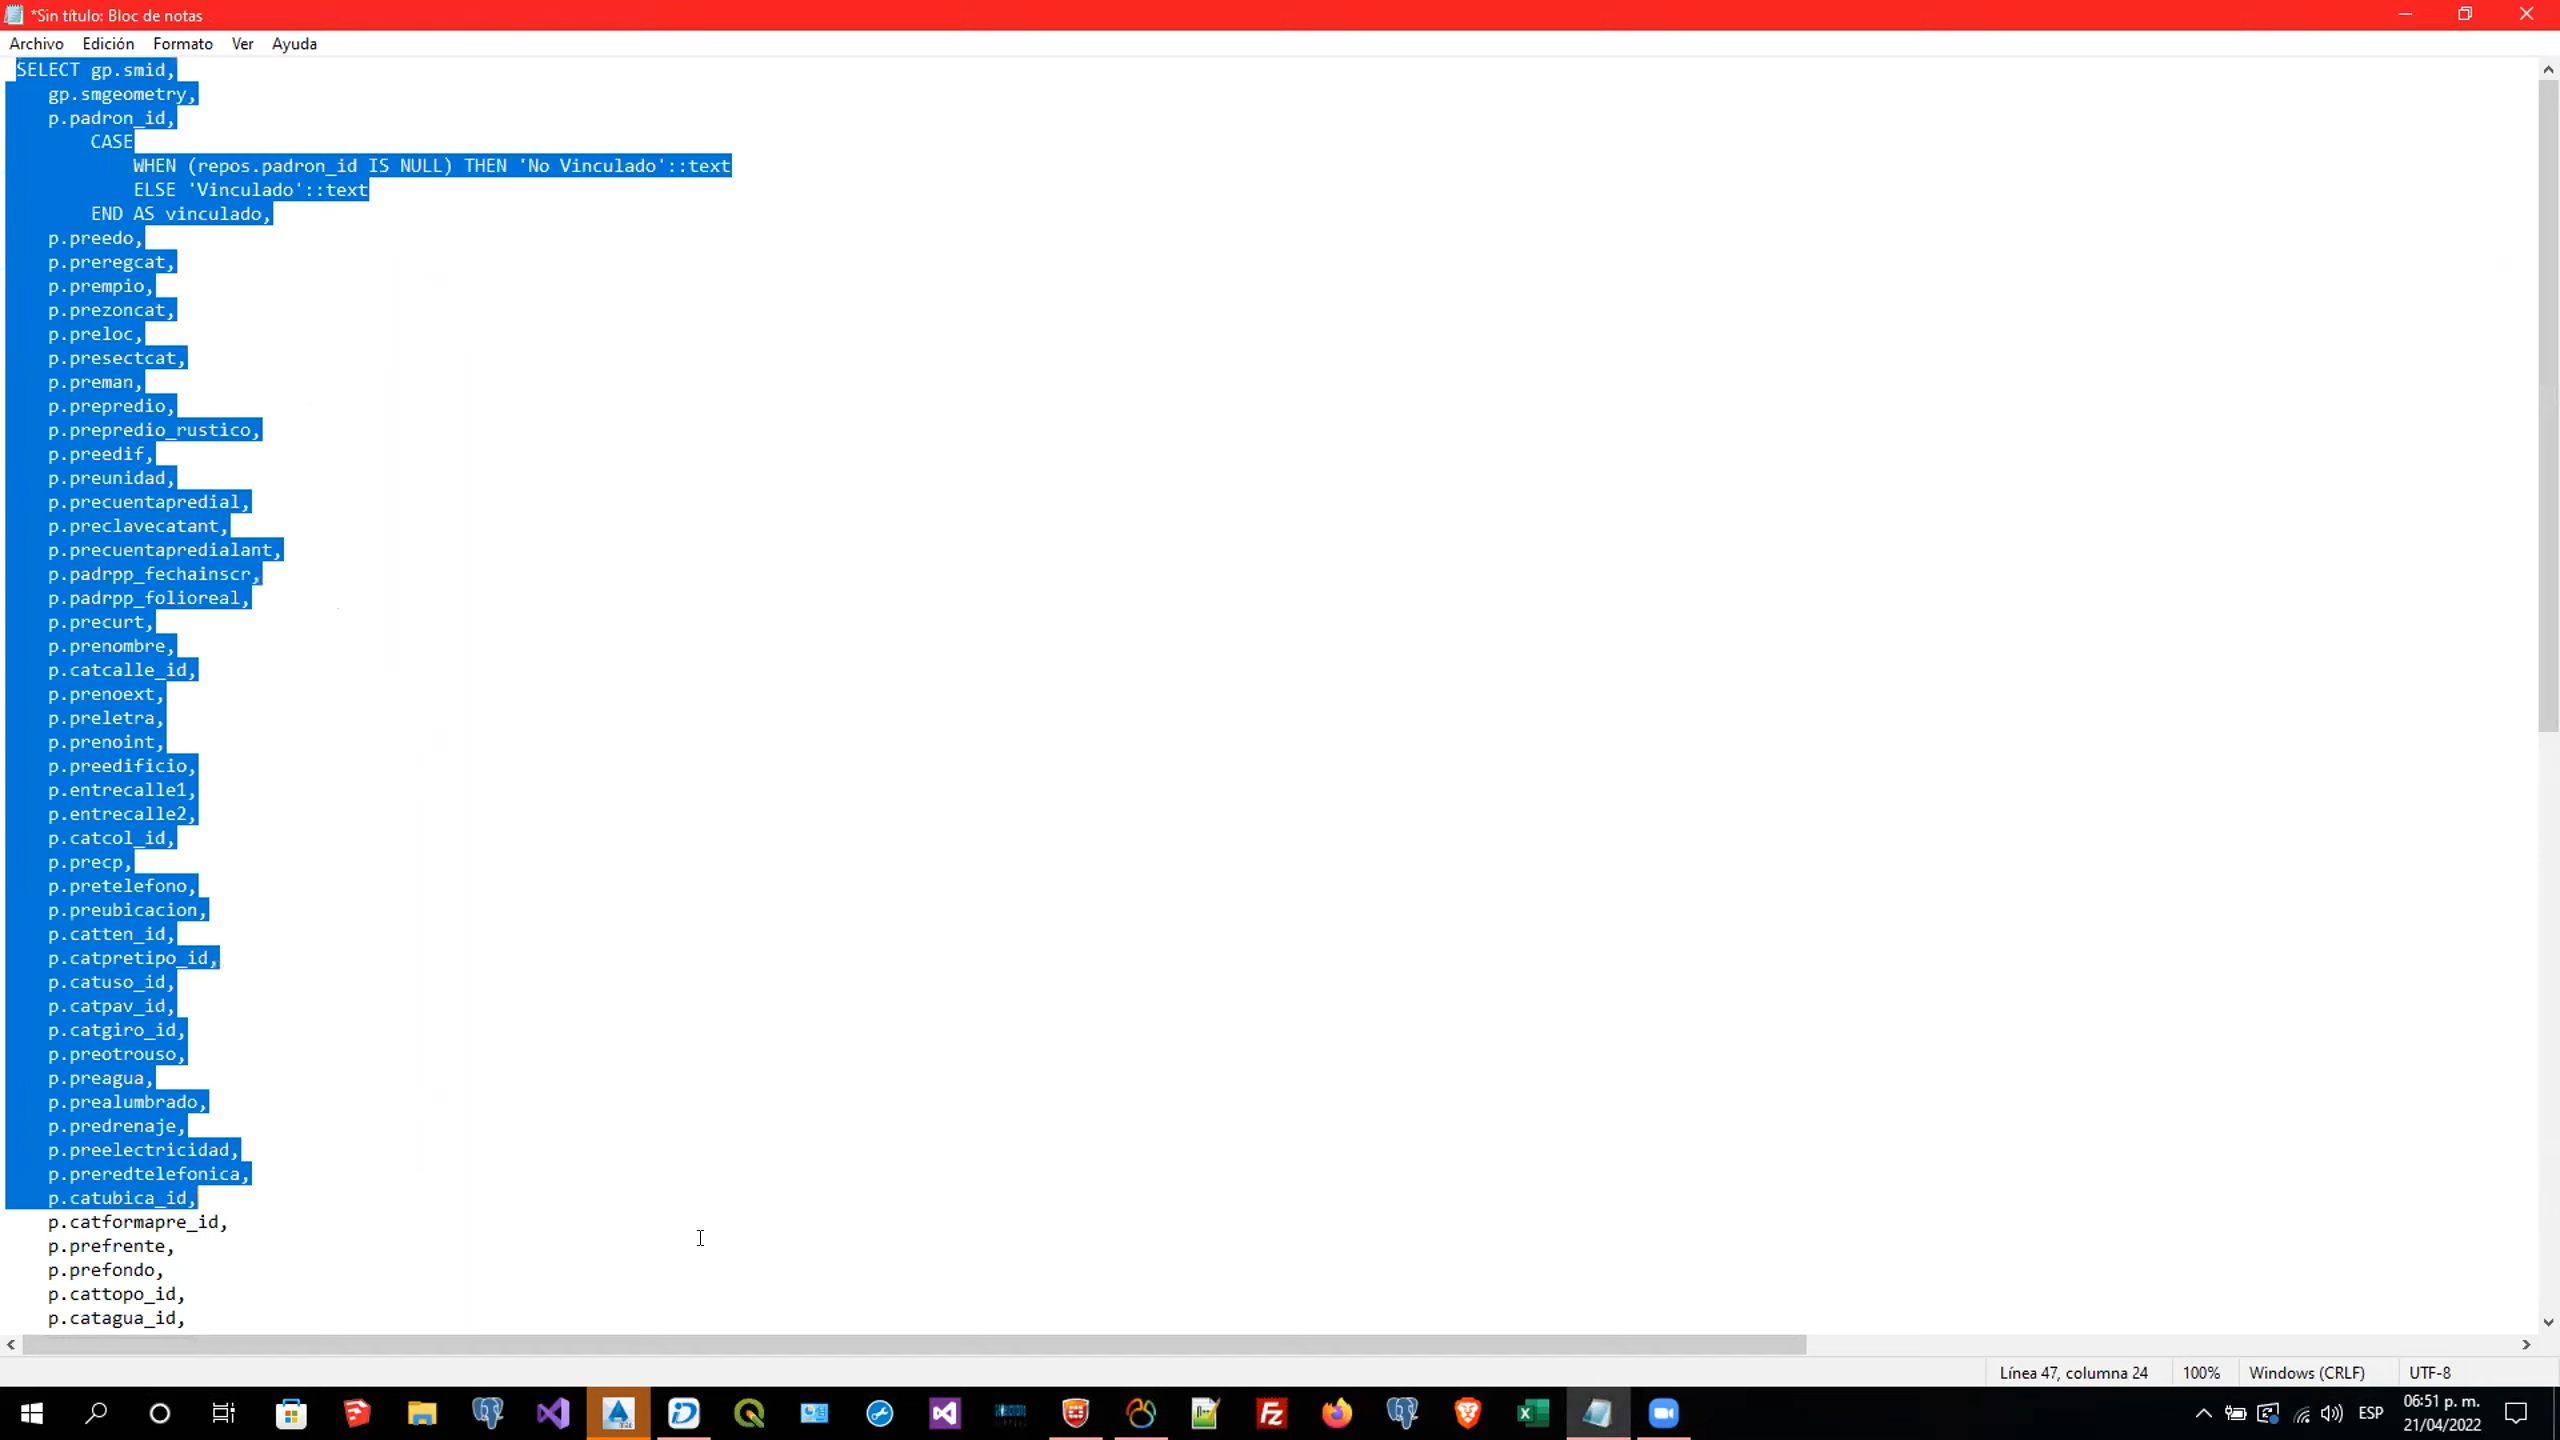 *Sin título: Bloc de notas
Archivo Edición Formato Ver Ayuda
SELECT gp.smid,
gp.smgeometry,
p.padron_id,
CASE
WHEN (repos.padron_id IS NULL) THEN 'No Vinculado'::text
ELSE 'Vinculado'::text
END AS vinculado,
p.preedo,
p.preregcat,
p.prempio,
p.prezoncat,
p.preloc,
p.presectcat,
p.preman,
p.prepredio,
p.prepredio_rustico,
p.preedif,
p.preunidad,
p.precuentapredial,
p.preclavecatant,
p.precuentapredialant,
p.padrpp_fechainscr,
p.padrpp_folioreal,
p.precurt,
p.prenombre,
p.catcalle_id,
p.prenoext,
p.preletra,
p.prenoint,
p.preedificio,
p.entrecalle1,
p.entrecalle2,
p.catcol_id,
p.precp,
p.pretelefono,
p.preubicacion,
p.catten_id,
p.catpretipo_id,
p.catuso_id,
p.catpav_id,
p.catgiro_id,
p.preotrouso,
p.preagua,
p.prealumbrado,
p.predrenaje,
p.preelectricidad,
p.preredtelefonica,
p.catubica_id,
p.catformapre_id,
p.prefrente,
p.prefondo,
p.cattopo_id,
p.catagua_id,
Línea 47, columna 24 100% Windows (CRLF) UTF-8
ESP 06:51 p. m.
21/04/2022